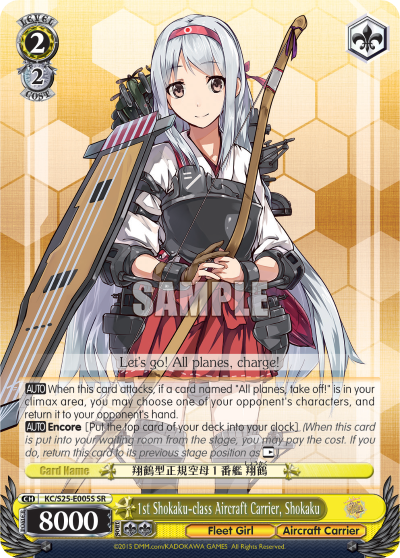 LEVEL
2
2
COST
SAMPLE
Let's go! All planes, charge!
AUTO When this card attacks, if a card named "All planes, take off!" is in your
climax area, you may choose one of your opponent's characters, and
return it to your opponent's hand.
AUTO Encore [Put the top card of your deck into your clock] (When this card
is put into your waiting room from the stage, you may pay the cost. If you
do, return this card to its previous stage position as
Card Name 翔鶴型正規空母1番艦 翔鶴
CH KC/S25-E005S SR
1st Shokaku-class Aircraft Carrier, Shokaku
POWER
8000
SOUL
Fleet Girl
Aircraft Carrier
©2015 DMM.com/KADOKAWA GAMES All Rights Reserved.